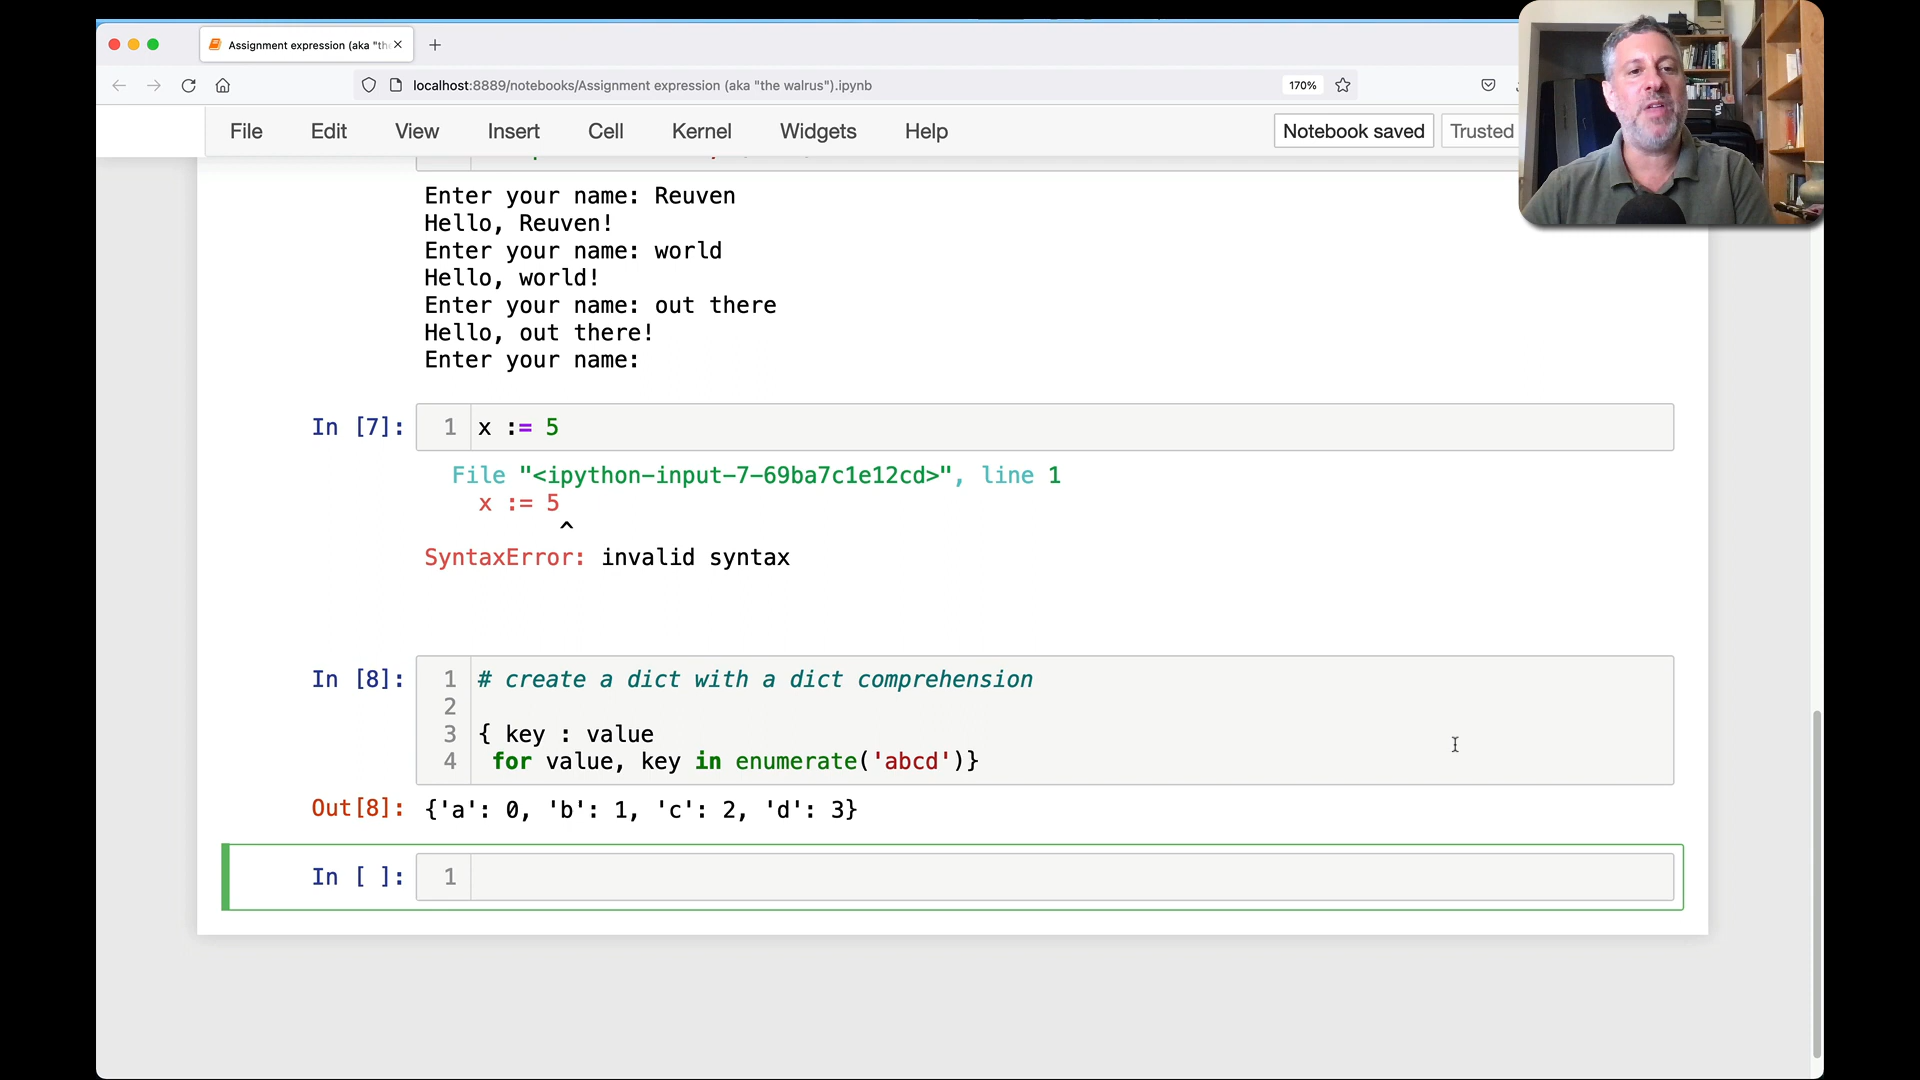 Assignment expression (aka "th
localhost:8889/notebooks/Assignment expression (aka "the walrus").ipynb
170%
File Edit View Insert Cell Kernel Widgets Help
Notebook saved
Trusted
Enter your name: Reuven
Hello, Reuven!
Enter your name: world
Hello, world!
Enter your name: out there
Hello, out there!
Enter your name:
In [7]: 1 x := 5
File "<ipython-input-7-69ba7c1e12cd>", line 1
x := 5
^
SyntaxError: invalid syntax
In [8]: 1 # create a dict with a dict comprehension
2
3 { key : value
4 for value, key in enumerate('abcd')}
Out[8]: {'a': 0, 'b': 1, 'c': 2, 'd': 3}
In [ ]: 1